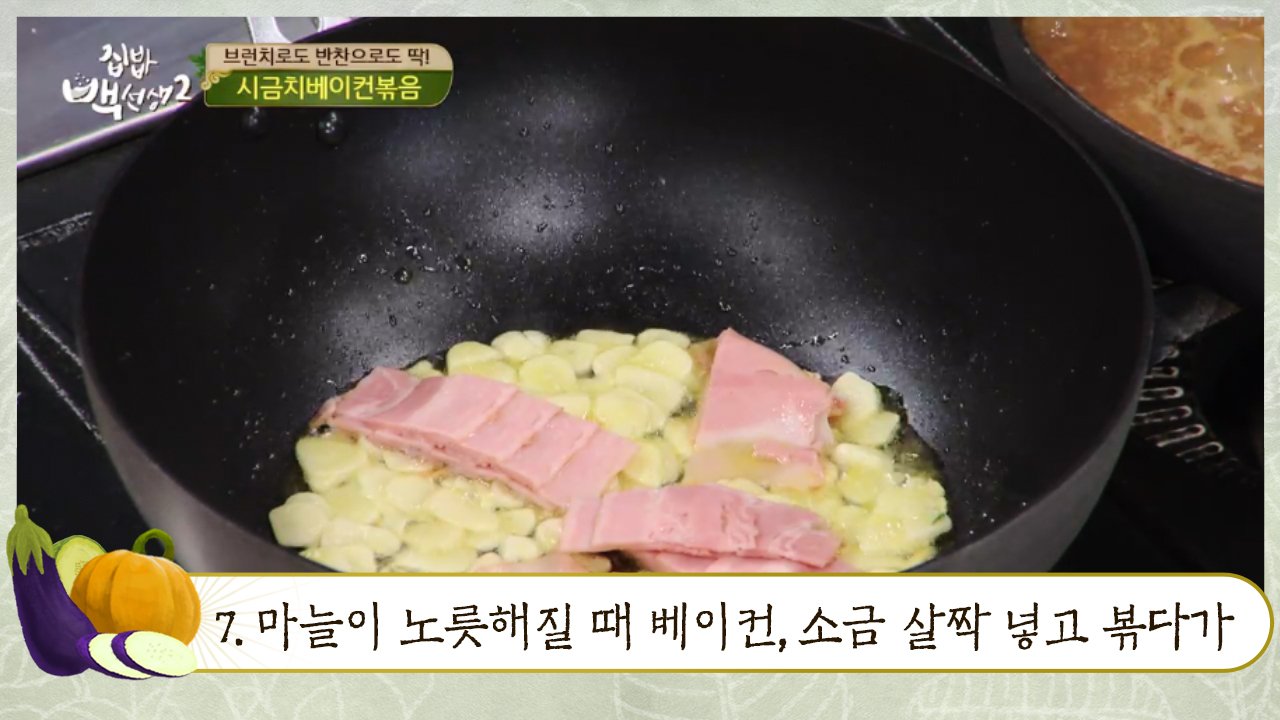 집밥
백선생2
브런치로도 반찬으로도 딱!
시금치베이컨볶음
7. 마늘이 노릇해질 때 베이컨, 소금 살짝 넣고 볶다가